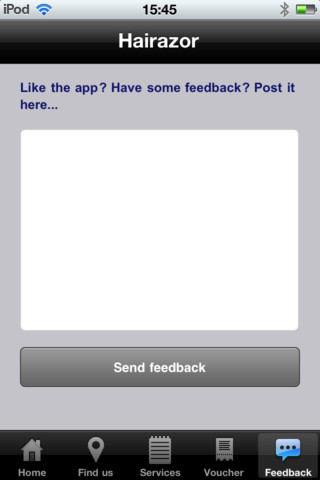 iPod 15:45
Hairazor
Like the app? Have some feedback? Post it
here...
Send feedback
Home Find us Services Voucher Feedback